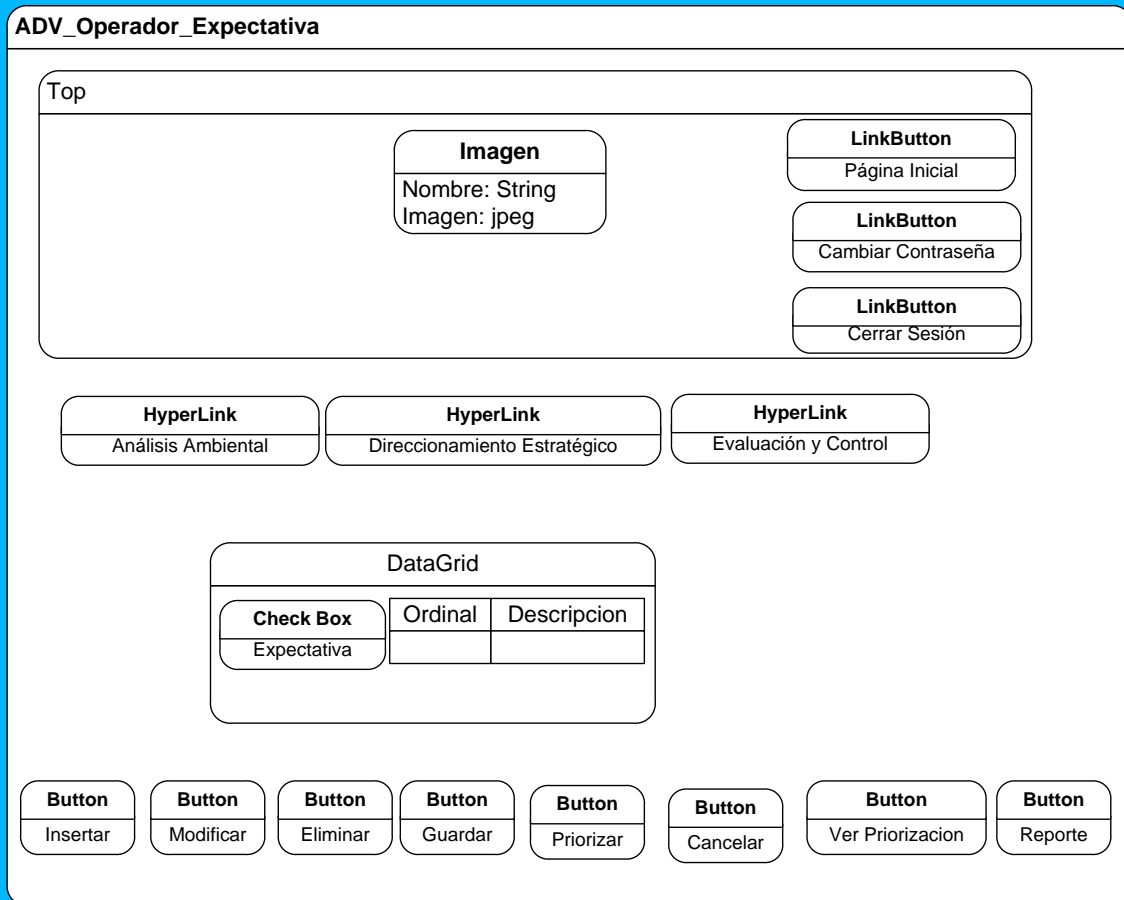 ADV_Operador_Expectativa
Top
Imagen
Nombre: String
Imagen: jpeg
LinkButton
Página Inicial
LinkButton
Cambiar Contraseña
LinkButton
Cerrar Sesión
HyperLink
Análisis Ambiental
HyperLink
Direccionamiento Estratégico
HyperLink
Evaluación y Control
DataGrid
Check Box
Expectativa
Ordinal
Descripcion
Button
Insertar
Button
Modificar
Button
Eliminar
Button
Guardar
Button
Priorizar
Button
Cancelar
Button
Ver Priorizacion
Button
Reporte